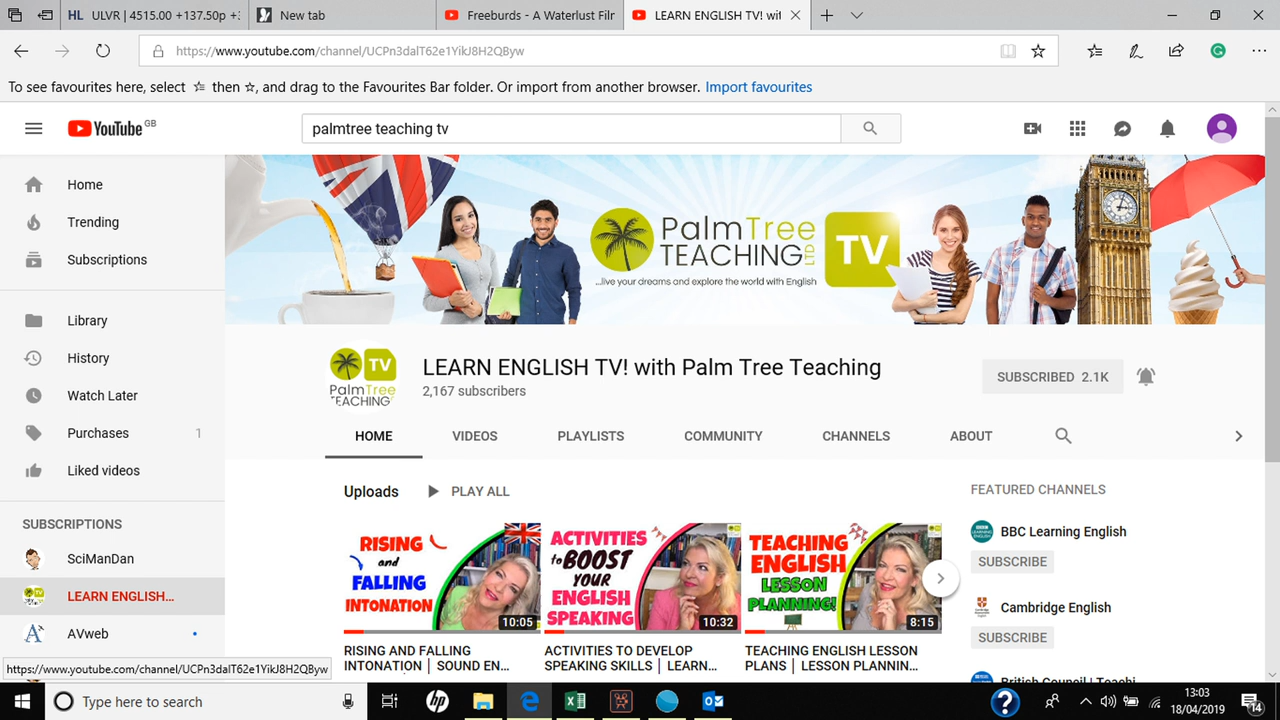 HL ULVR | 4515.00 +137.50p +:
New tab
Freeburds - A Waterlust Filr
LEARN ENGLISH TV! wit
https://www.youtube.com/channel/UCPn3dalT62e1YikJ8H2QByw
To see favourites here, select then , and drag to the Favourites Bar folder. Or import from another browser. Import favourites
YouTube GB
palmtree teaching tv
Home
Trending
Subscriptions
Library
History
Watch Later
Purchases 1
Liked videos
SUBSCRIPTIONS
SciManDan
LEARN ENGLISH...
AVweb
https://www.youtube.com/channel/UCPn3dalT62e1YikJ8H2QByw
PalmTree
TEACHING LTD
TV
...live your dreams and explore the world with English
TV
PalmTree
TEACHING
LEARN ENGLISH TV! with Palm Tree Teaching
2,167 subscribers
SUBSCRIBED 2.1K
HOME VIDEOS PLAYLISTS COMMUNITY CHANNELS ABOUT
Uploads PLAY ALL
RISING
and
FALLING
INTONATION
10:05
RISING AND FALLING
INTONATION | SOUND EN...
ACTIVITIES
to BOOST
YOUR
ENGLISH
SPEAKING
10:32
ACTIVITIES TO DEVELOP
SPEAKING SKILLS | LEARN...
TEACHING
ENGLISH
LESSON
PLANNING!
8:15
TEACHING ENGLISH LESSON
PLANS | LESSON PLANNIN...
FEATURED CHANNELS
BBC Learning English
SUBSCRIBE
Cambridge English
SUBSCRIBE
British Council | Teachi
Type here to search
hp
13:03
18/04/2019
14